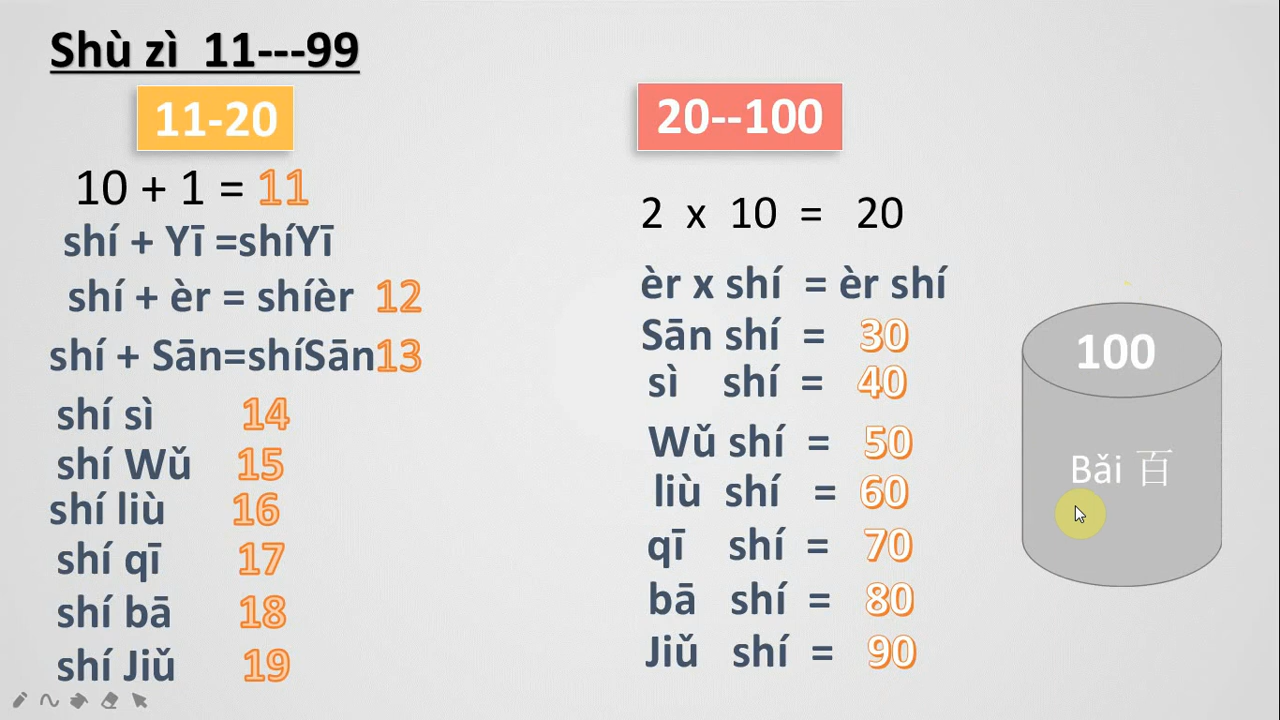 Shù zì 11---99
11-20
10 + 1 = 11
shí + Yī =shíYī
shí + èr = shíèr 12
shí + Sān=shíSān13
shí sì 14
shí Wǔ 15
shí liù 16
shí qī 17
shí bā 18
shí Jiǔ 19
20--100
2 x 10 = 20
èr x shí = èr shí
Sān shí = 30
sì shí = 40
Wǔ shí = 50
liù shí = 60
qī shí = 70
bā shí = 80
Jiǔ shí = 90
100
Bǎi 百